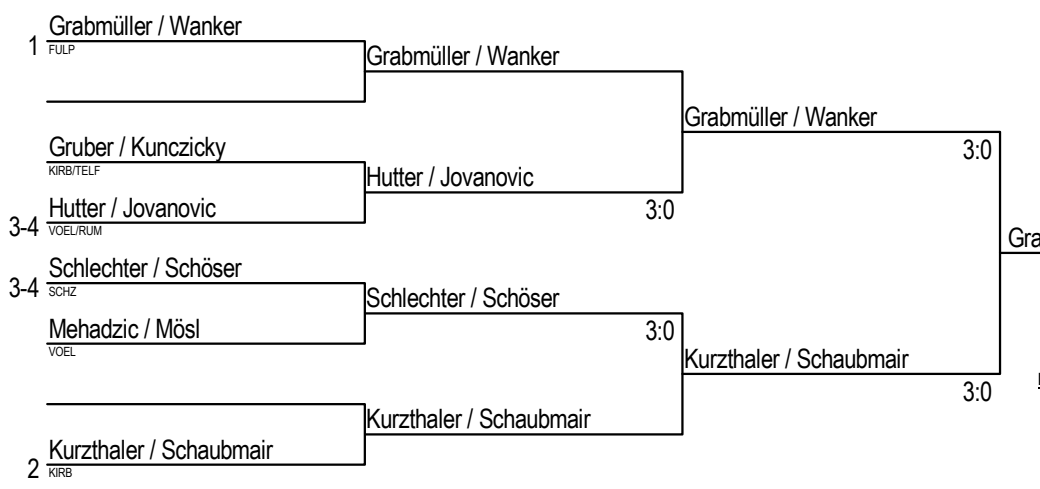 Grabmüller / Wanker
1 FULP
Grabmüller / Wanker
Grabmüller / Wanker
3:0
Gruber / Kunczicky
KIRB/TELF
Hutter / Jovanovic
3:0
Hutter / Jovanovic
3-4 VOEL/RUM
Gra
Schlechter / Schöser
3-4 SCHZ
Schlechter / Schöser
3:0
Mehadzic / Mösl
VOEL
Kurzthaler / Schaubmair
3:0
Kurzthaler / Schaubmair
Kurzthaler / Schaubmair
2 KIRB